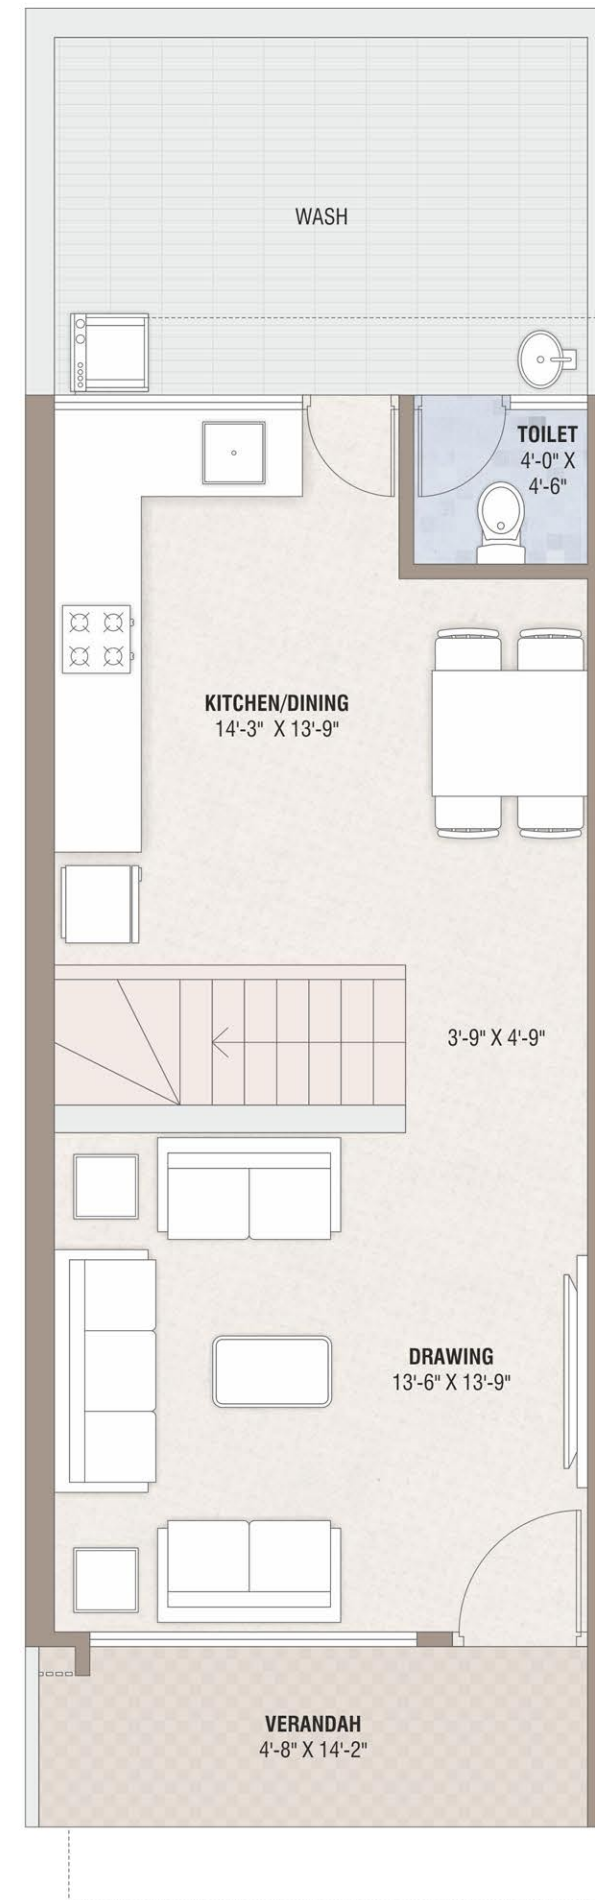 WASH
TOILET
4'-0" X
4'-6"
KITCHEN/DINING
14'-3" X 13'-9"
3'-9" X 4'-9"
DRAWING
13'-6" X 13'-9"
VERANDAH
4'-8" X 14'-2"